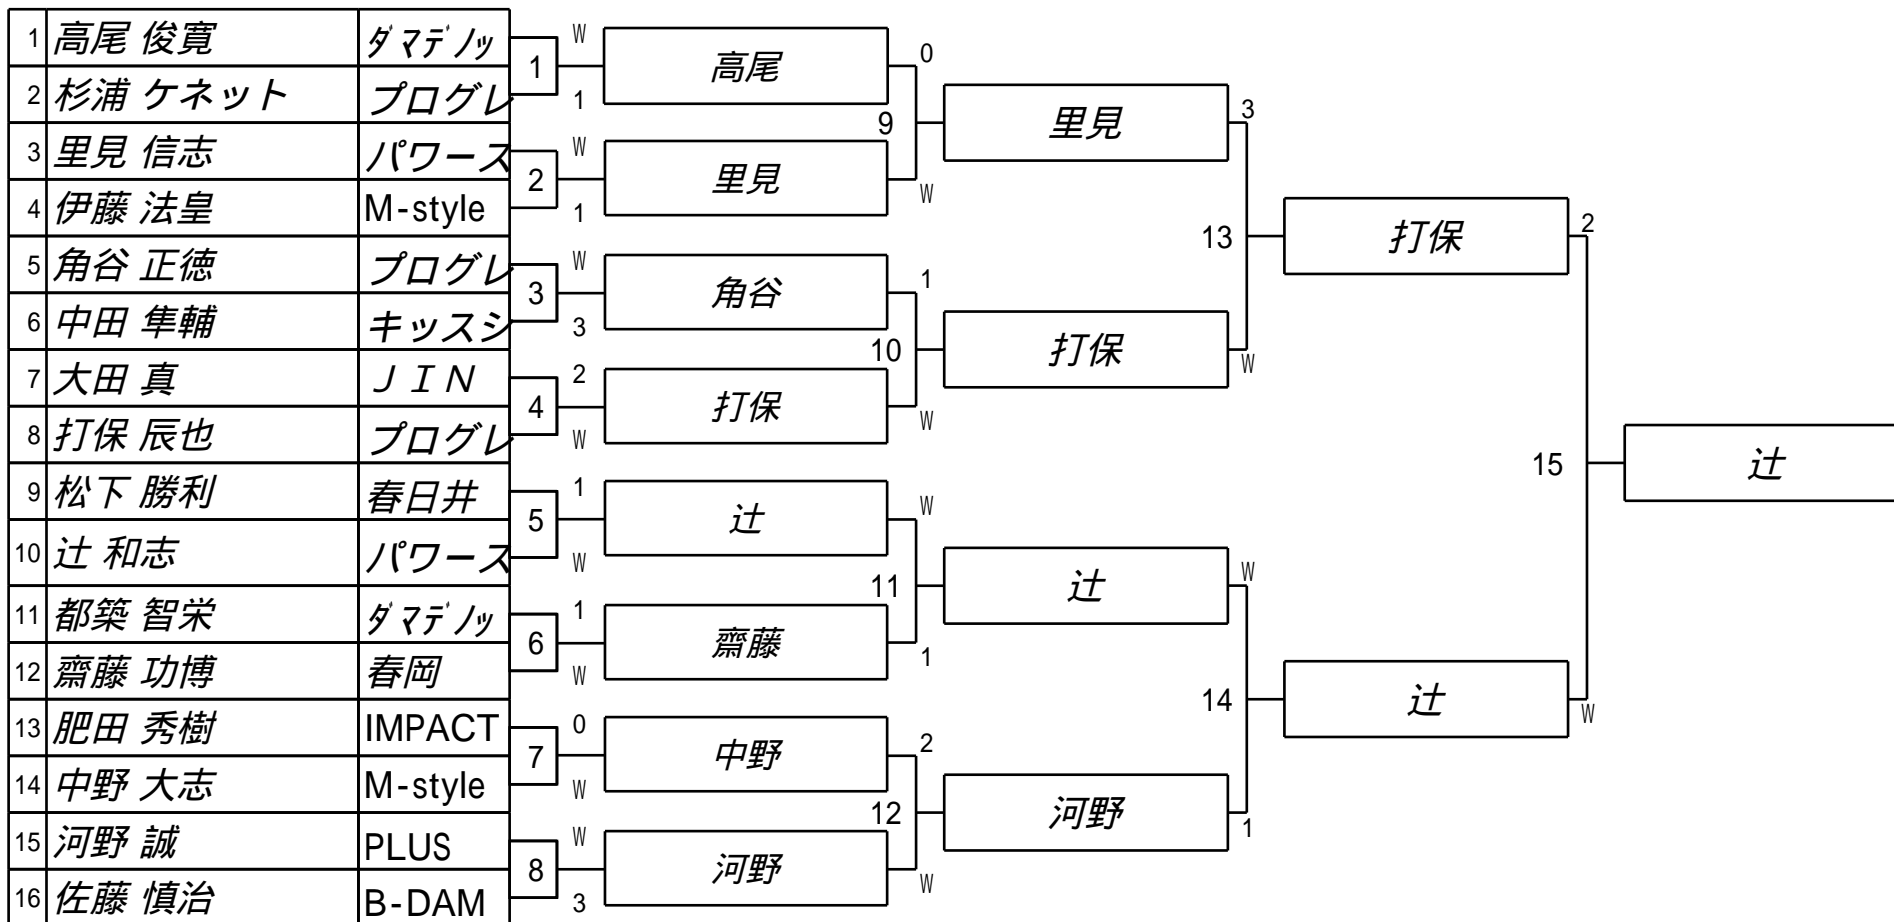 1 高尾 俊寛 ﾀﾞﾏﾃﾞﾉｯ
2 杉浦 ケネット プログレ
3 里見 信志 パワース
4 伊藤 法皇 M-style
5 角谷 正徳 プログレ
6 中田 隼輔 キッスシ
7 大田 真 ＪＩＮ
8 打保 辰也 プログレ
9 松下 勝利 春日井
10 辻 和志 パワース
11 都築 智栄 ﾀﾞﾏﾃﾞﾉｯ
12 齋藤 功博 春岡
13 肥田 秀樹 IMPACT
14 中野 大志 M-style
15 河野 誠 PLUS
16 佐藤 慎治 B-DAM
W
1
1
W
2
1
W
3
3
2
4
W
1
5
W
1
6
W
0
7
W
W
8
3
高尾
里見
角谷
打保
辻
齋藤
中野
河野
0
9
W
1
10
W
W
11
1
2
12
W
里見
打保
辻
河野
3
13
W
W
14
1
打保
辻
2
15
W
辻